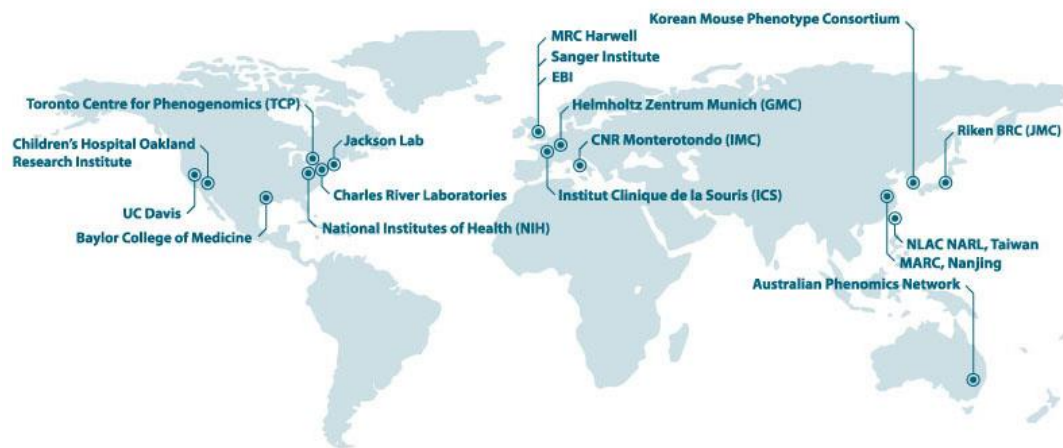 Korean Mouse Phenotype Consortium
MRC Harwell
Sanger Institute
EBI
Toronto Centre for Phenogenomics (TCP)
Helmholtz Zentrum Munich (GMC)
Children's Hospital Oakland
Research Institute
Jackson Lab
CNR Monterotondo (IMC)
Riken BRC (JMC)
Charles River Laboratories
Institut Clinique de la Souris (ICS)
UC Davis
National Institutes of Health (NIH)
Baylor College of Medicine
NLAC NARL, Taiwan
MARC, Nanjing
Australian Phenomics Network